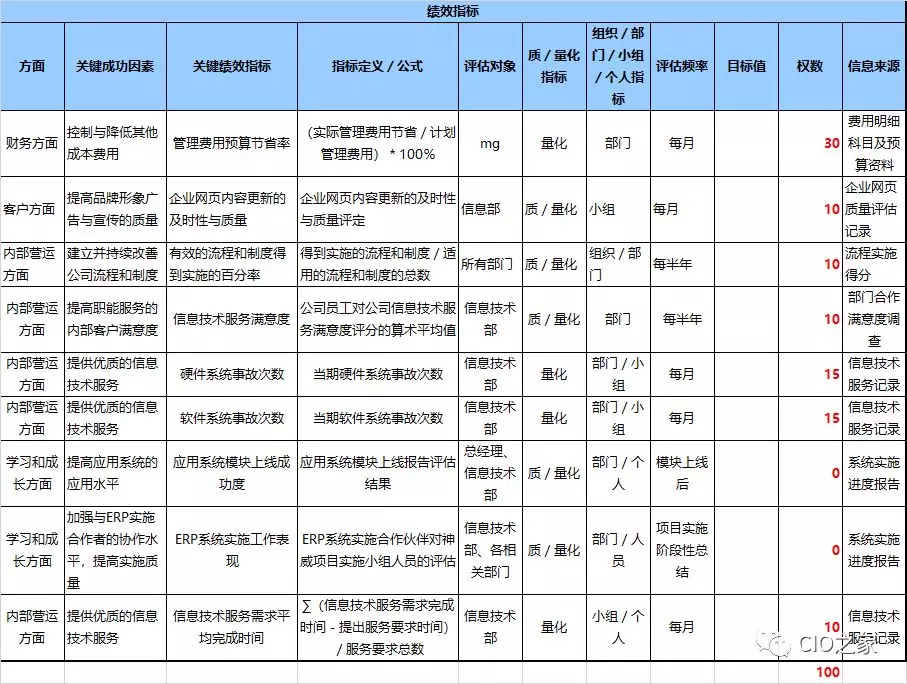 绩效指标
方面
关键成功因素
关键绩效指标
指标定义／公式
评估对象
质／量化
指标
组织／部
门／小组
／个人指
标
评估频率
目标值
权数
信息来源
财务方面
控制与降低其他
成本费用
管理费用预算节省率
（实际管理费用节省／计划
管理费用）＊100%
mg
量化
部门
每月
30
费用明细
科目及预
算资料
客户方面
提高品牌形象广
告与宣传的质量
企业网页内容更新的
及时性与质量
企业网页内容更新的及时性
与质量评定
信息部
质／量化
小组
每月
10
企业网页
质量评估
记录
内部营运
方面
建立并持续改善
公司流程和制度
有效的流程和制度得
到实施的百分率
得到实施的流程和制度／适
用的流程和制度的总数
所有部门
质／量化
组织／部
门
每半年
10
流程实施
得分
内部营运
方面
提高职能服务的
内部客户满意度
信息技术服务满意度
公司员工对公司信息技术服
务满意度评分的算术平均值
信息技术
部
质／量化
部门
每半年
10
部门合作
满意度调
查
内部营运
方面
提供优质的信息
技术服务
硬件系统事故次数
当期硬件系统事故次数
信息技术
部
量化
部门／小
组
每月
15
信息技术
服务记录
内部营运
方面
提供优质的信息
技术服务
软件系统事故次数
当期软件系统事故次数
信息技术
部
量化
部门／小
组
每月
15
信息技术
服务记录
学习和成
长方面
提高应用系统的
应用水平
应用系统模块上线成
功度
应用系统模块上线报告评估
结果
总经理、
信息技术
部
质／量化
部门／个
人
模块上线
后
0
系统实施
进度报告
学习和成
长方面
加强与ERP实施
合作者的协作水
平，提高实施质
量
ERP系统实施工作表
现
ERP系统实施合作伙伴对神
威项目实施小组人员的评估
信息技术
部、各相
关部门
质／量化
部门／人
员
项目实施
阶段性总
结
0
系统实施
进度报告
内部营运
方面
提供优质的信息
技术服务
信息技术服务需求平
均完成时间
∑（信息技术服务需求完成
时间－提出服务要求时间）
／服务要求总数
信息技术
部
量化
小组／个
人
每月
10
信息技术
服务记录
CIO之家
100